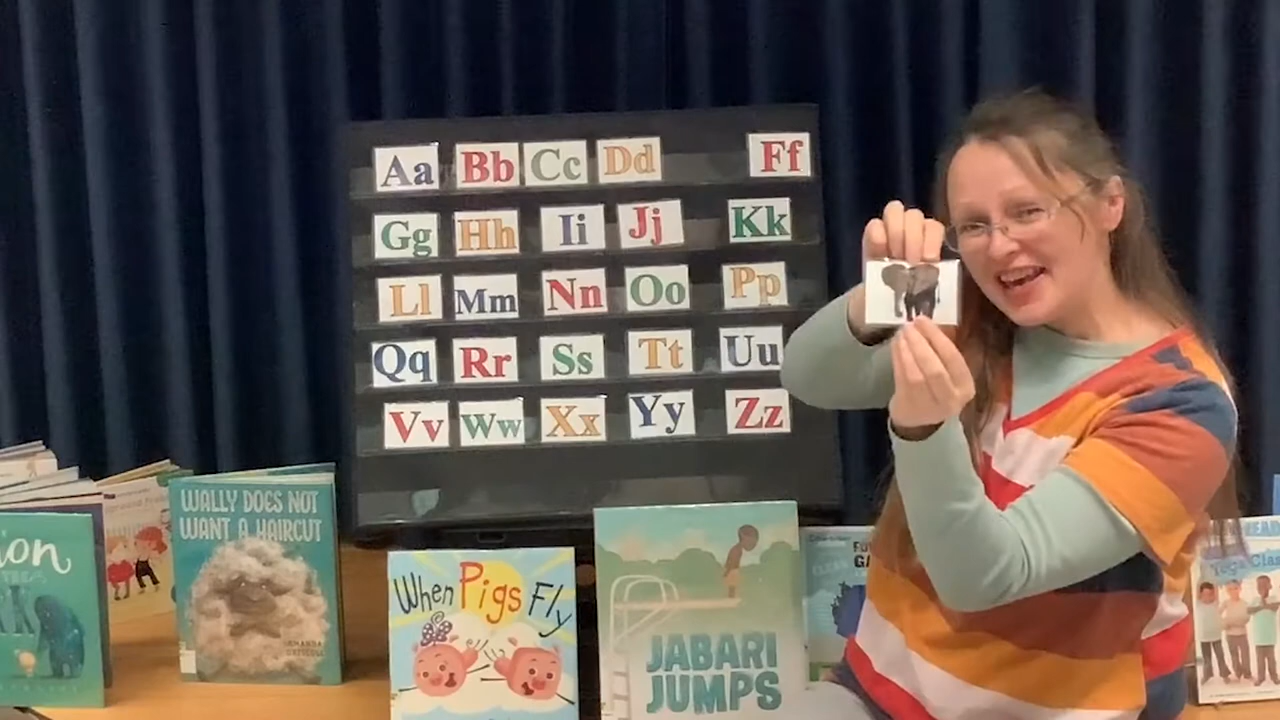 Aa Bb Cc Dd Ff
Gg Hh Ii Jj Kk
Ll Mm Nn Oo Pp
Qq Rr Ss Tt Uu
Vv Ww Xx Yy Zz
WALLY DOES NOT
WANT A HAIRCUT
When Pigs Fly
JABARI
JUMPS
Yoga